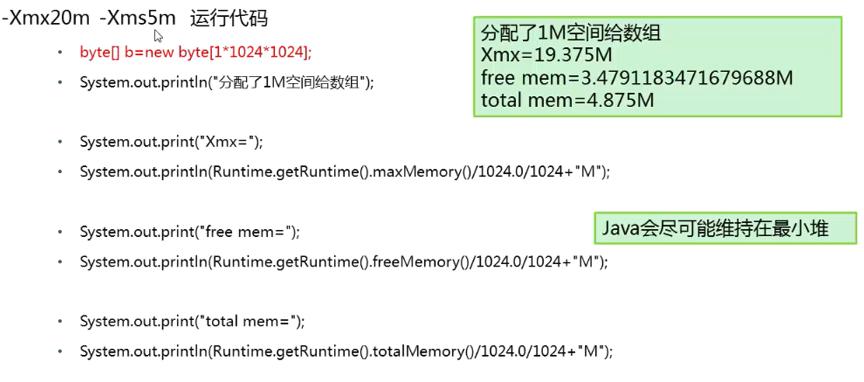 -Xmx20m -Xms5m 运行代码
• byte[] b=new byte[1*1024*1024];
• System.out.println("分配了1M空间给数组");
• System.out.print("Xmx=");
• System.out.println(Runtime.getRuntime().maxMemory()/1024.0/1024+"M");
• System.out.print("free mem=");
• System.out.println(Runtime.getRuntime().freeMemory()/1024.0/1024+"M");
• System.out.print("total mem=");
• System.out.println(Runtime.getRuntime().totalMemory()/1024.0/1024+"M");
分配了1M空间给数组
Xmx=19.375M
free mem=3.4791183471679688M
total mem=4.875M
Java会尽可能维持在最小堆